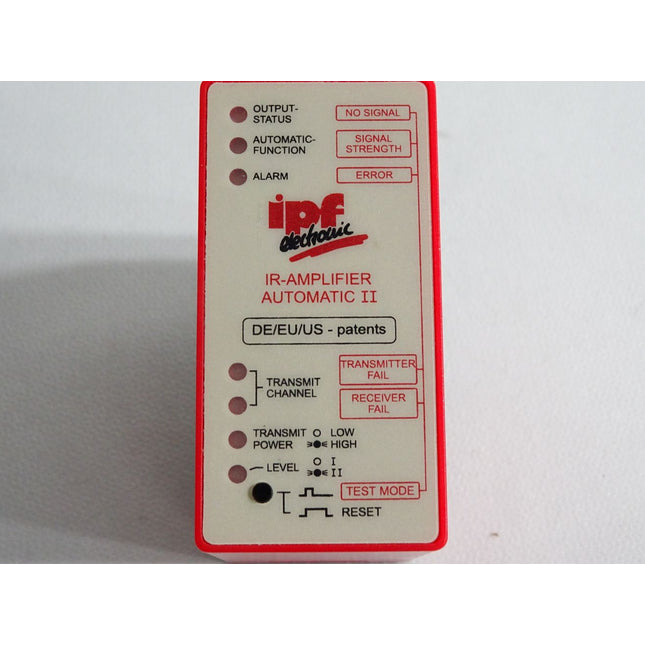 OUTPUT-
STATUS
NO SIGNAL
AUTOMATIC-
FUNCTION
SIGNAL
STRENGTH
ALARM
ERROR
ipf
electronic
IR-AMPLIFIER
AUTOMATIC II
DE/EU/US - patents
TRANSMIT
CHANNEL
TRANSMITTER
FAIL
RECEIVER
FAIL
TRANSMIT
POWER
LOW
HIGH
LEVEL
I
II
TEST MODE
RESET